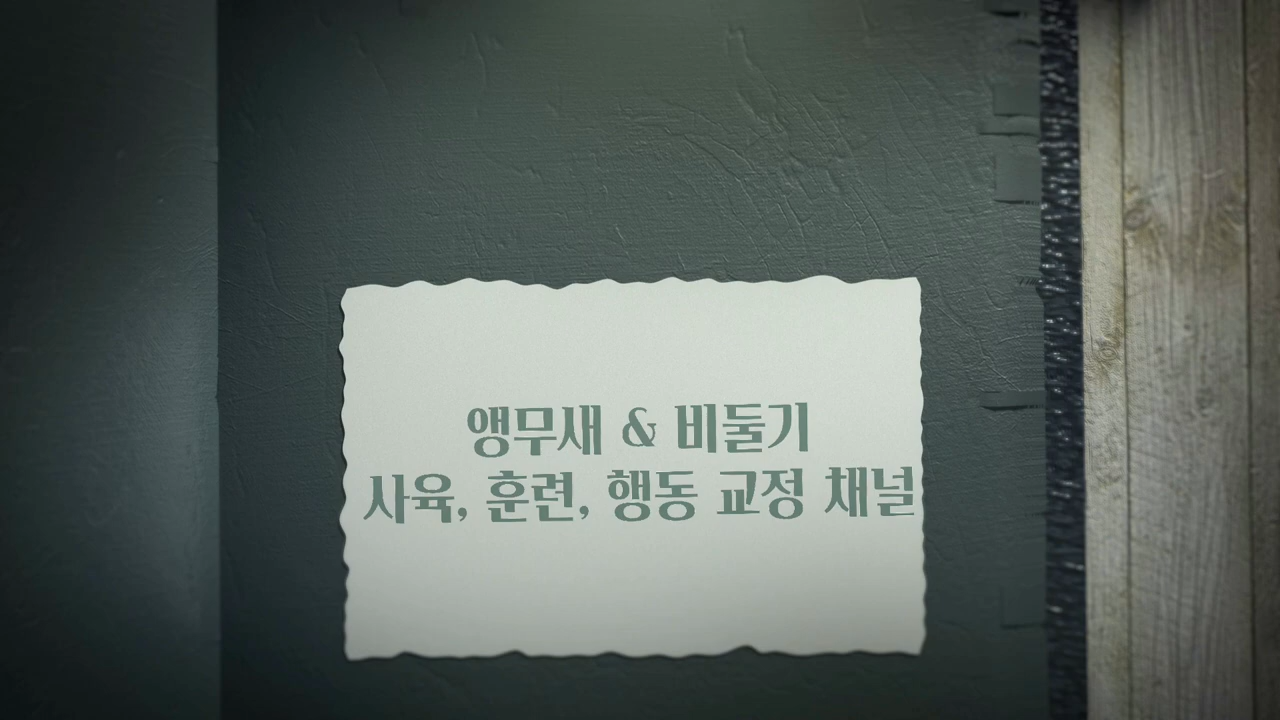 앵무새 & 비둘기
사육, 훈련, 행동 교정 채널